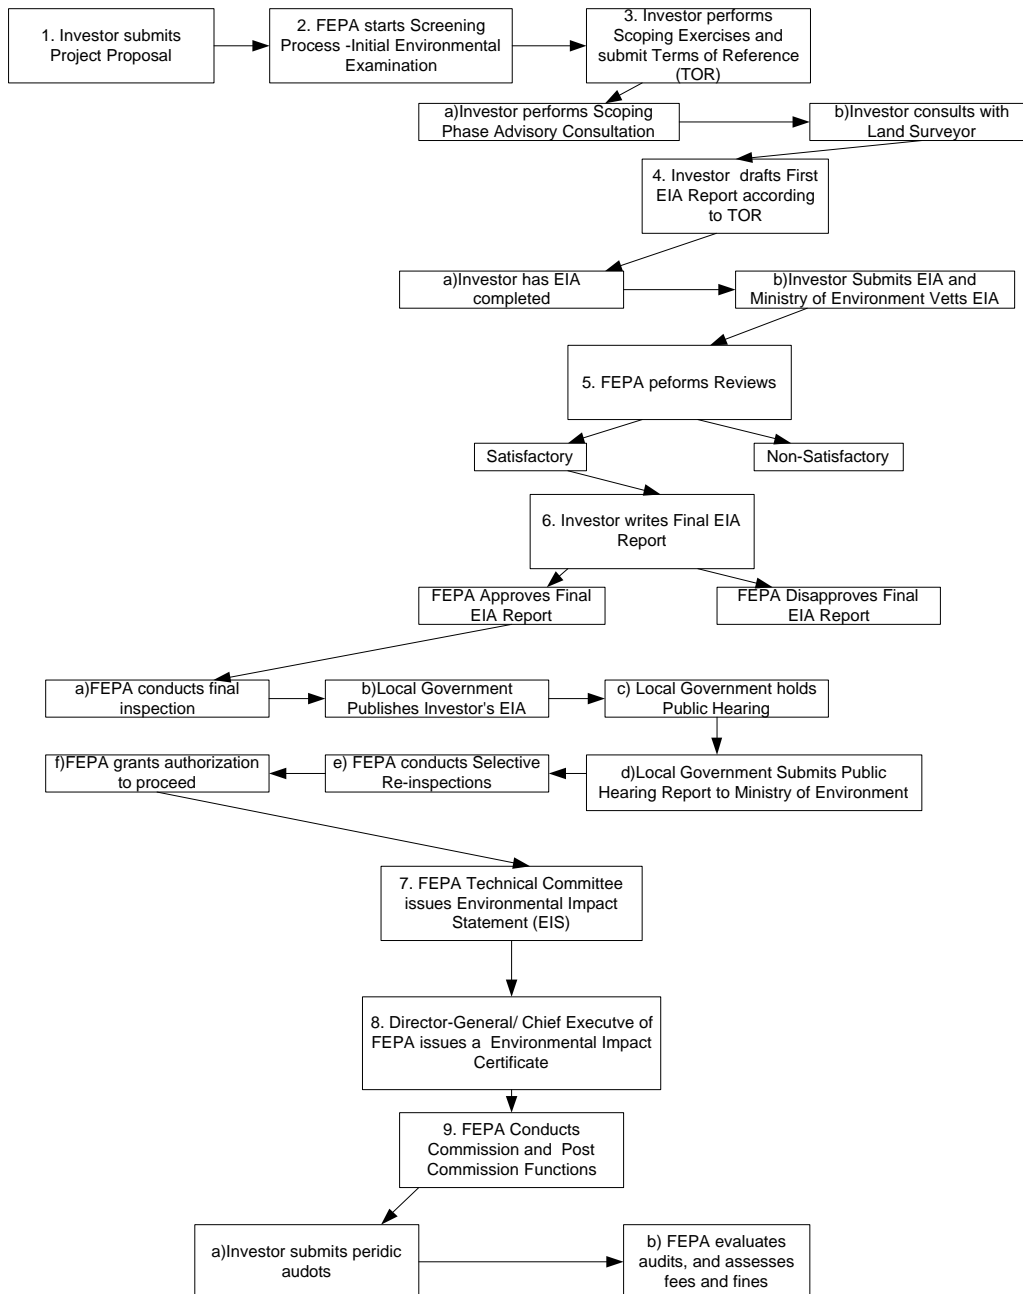 1. Investor submits
Project Proposal
2. FEPA starts Screening
Process -Initial Environmental
Examination
3. Investor performs
Scoping Exercises and
submit Terms of Reference
(TOR)
a)Investor performs Scoping
Phase Advisory Consultation
b)Investor consults with
Land Surveyor
4. Investor drafts First
EIA Report according
to TOR
a)Investor has EIA
completed
b)Investor Submits EIA and
Ministry of Environment Vetts EIA
5. FEPA peforms Reviews
Satisfactory
Non-Satisfactory
6. Investor writes Final EIA
Report
FEPA Approves Final
EIA Report
FEPA Disapproves Final
EIA Report
a)FEPA conducts final
inspection
b)Local Government
Publishes Investor's EIA
c) Local Government holds
Public Hearing
d)Local Government Submits Public
Hearing Report to Ministry of Environment
e) FEPA conducts Selective
Re-inspections
f)FEPA grants authorization
to proceed
7. FEPA Technical Committee
issues Environmental Impact
Statement (EIS)
8. Director-General/ Chief Executve of
FEPA issues a Environmental Impact
Certificate
9. FEPA Conducts
Commission and Post
Commission Functions
a)Investor submits peridic
audots
b) FEPA evaluates
audits, and assesses
fees and fines